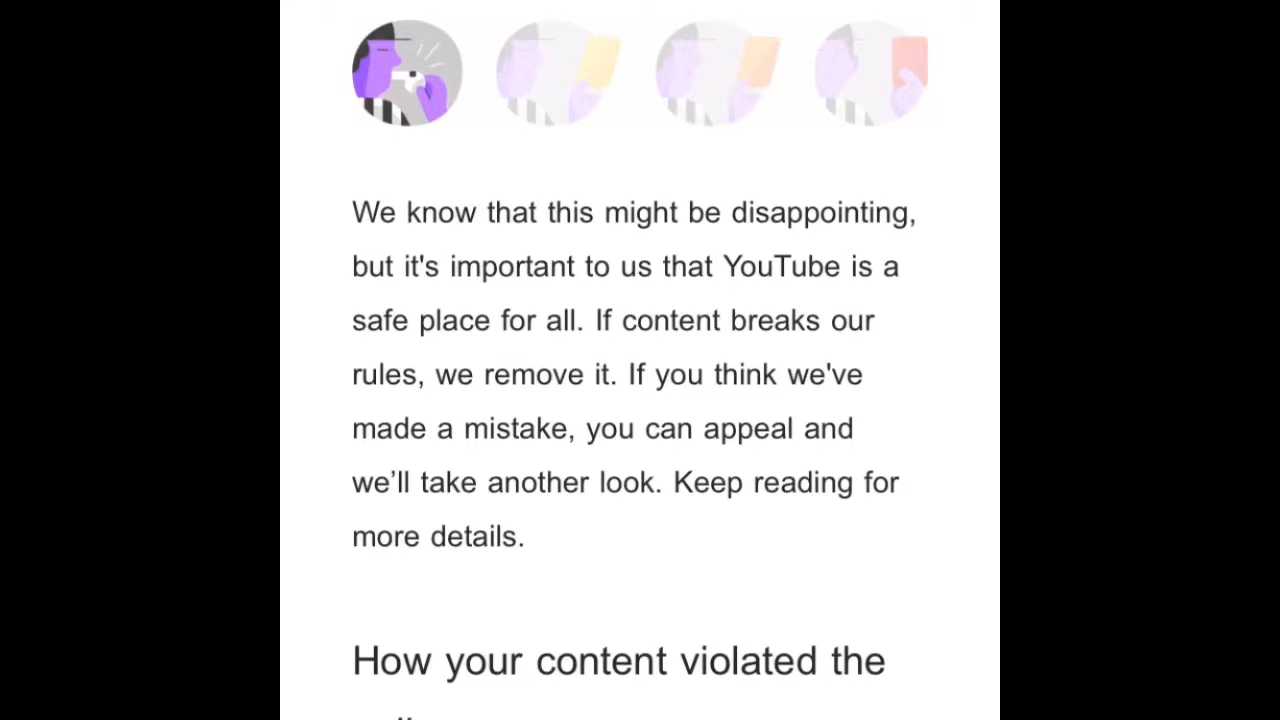 We know that this might be disappointing,
but it's important to us that YouTube is a
safe place for all. If content breaks our
rules, we remove it. If you think we've
made a mistake, you can appeal and
we’ll take another look. Keep reading for
more details.
How your content violated the